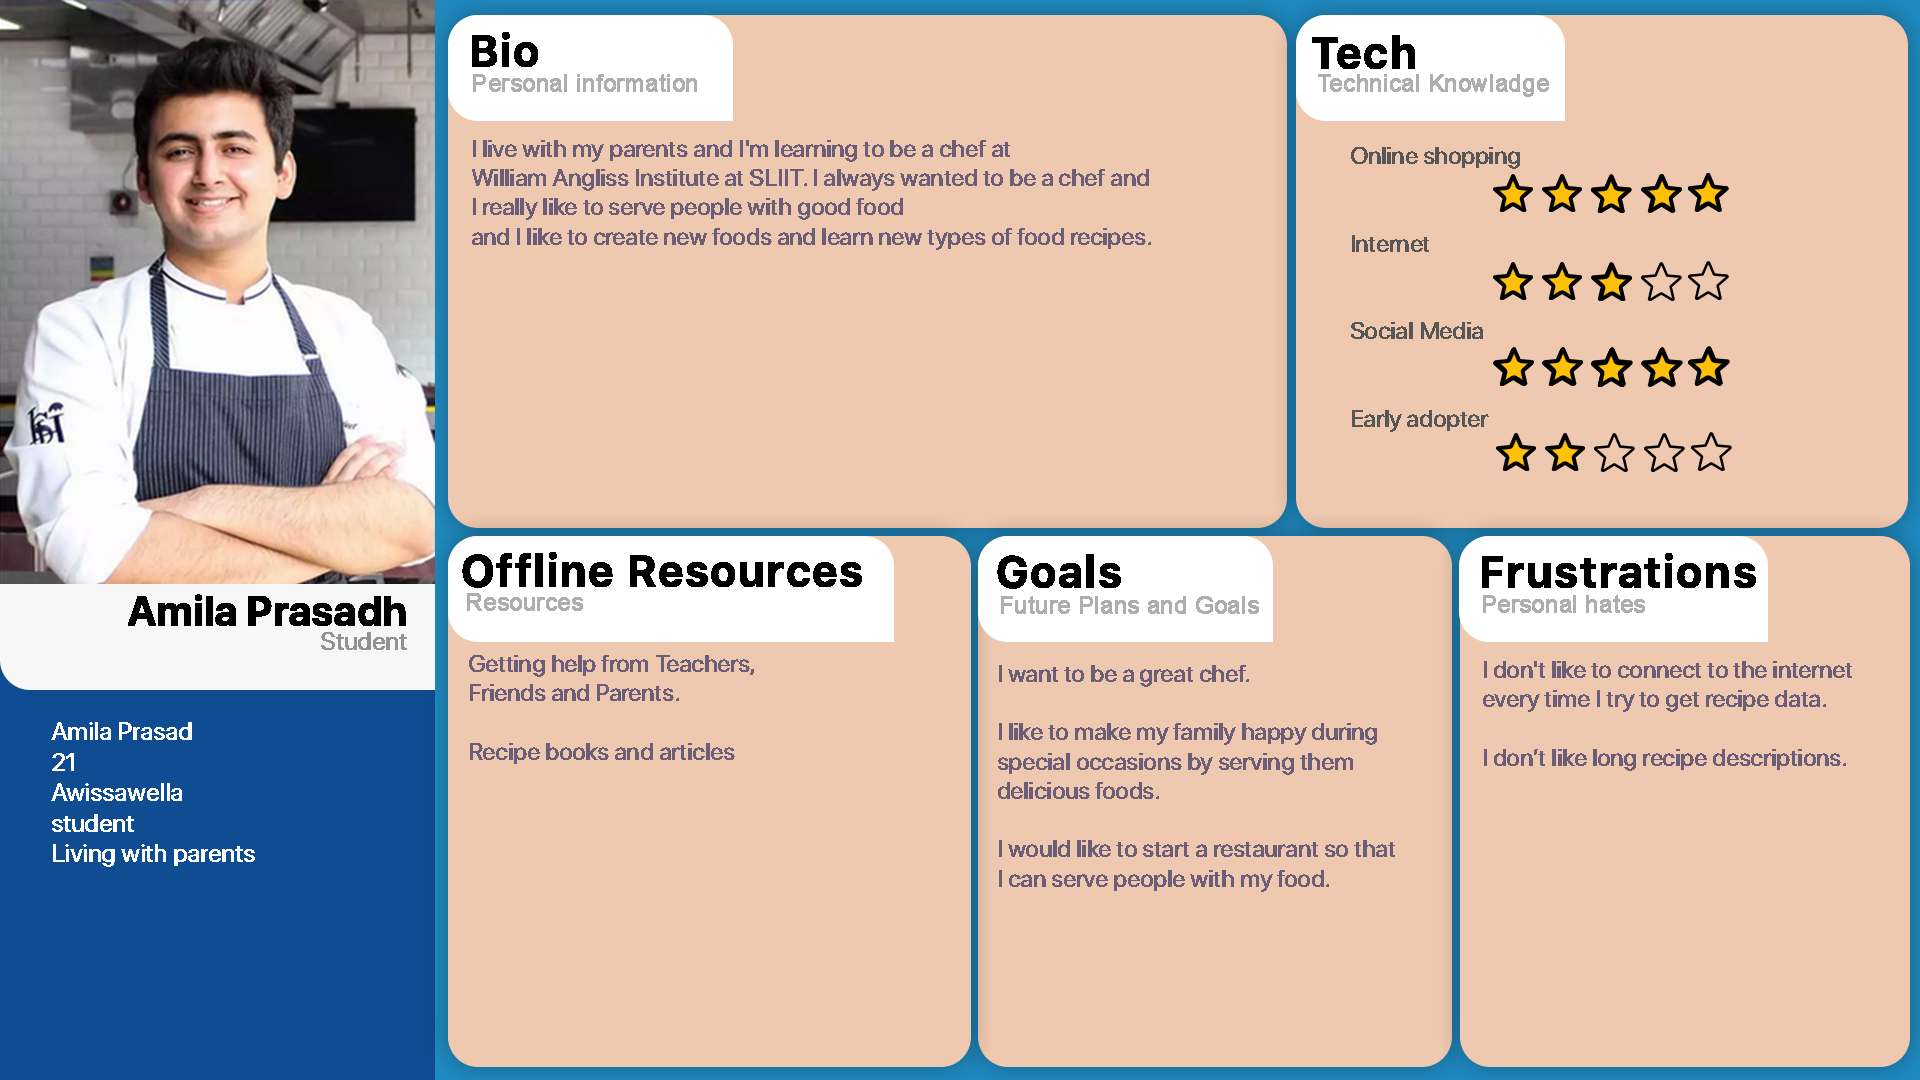 Amila Prasadh
Student
Amila Prasad
21
Awissawella
student
Living with parents
Bio
Personal information
I live with my parents and I'm learning to be a chef at
William Angliss Institute at SLIIT. I always wanted to be a chef and
I really like to serve people with good food
and I like to create new foods and learn new types of food recipes.
Tech
Technical Knowladge
Online shopping
Internet
Social Media
Early adopter
Offline Resources
Resources
Getting help from Teachers,
Friends and Parents.
Recipe books and articles
Goals
Future Plans and Goals
I want to be a great chef.
I like to make my family happy during
special occasions by serving them
delicious foods.
I would like to start a restaurant so that
I can serve people with my food.
Frustrations
Personal hates
I don't like to connect to the internet
every time I try to get recipe data.
I don’t like long recipe descriptions.